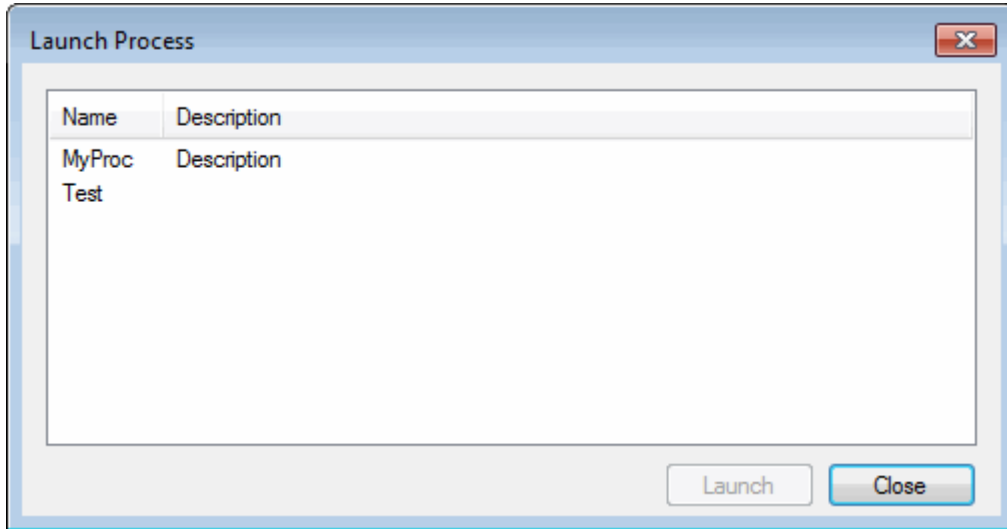 Launch Process
Name Description
MyProc Description
Test
Launch Close